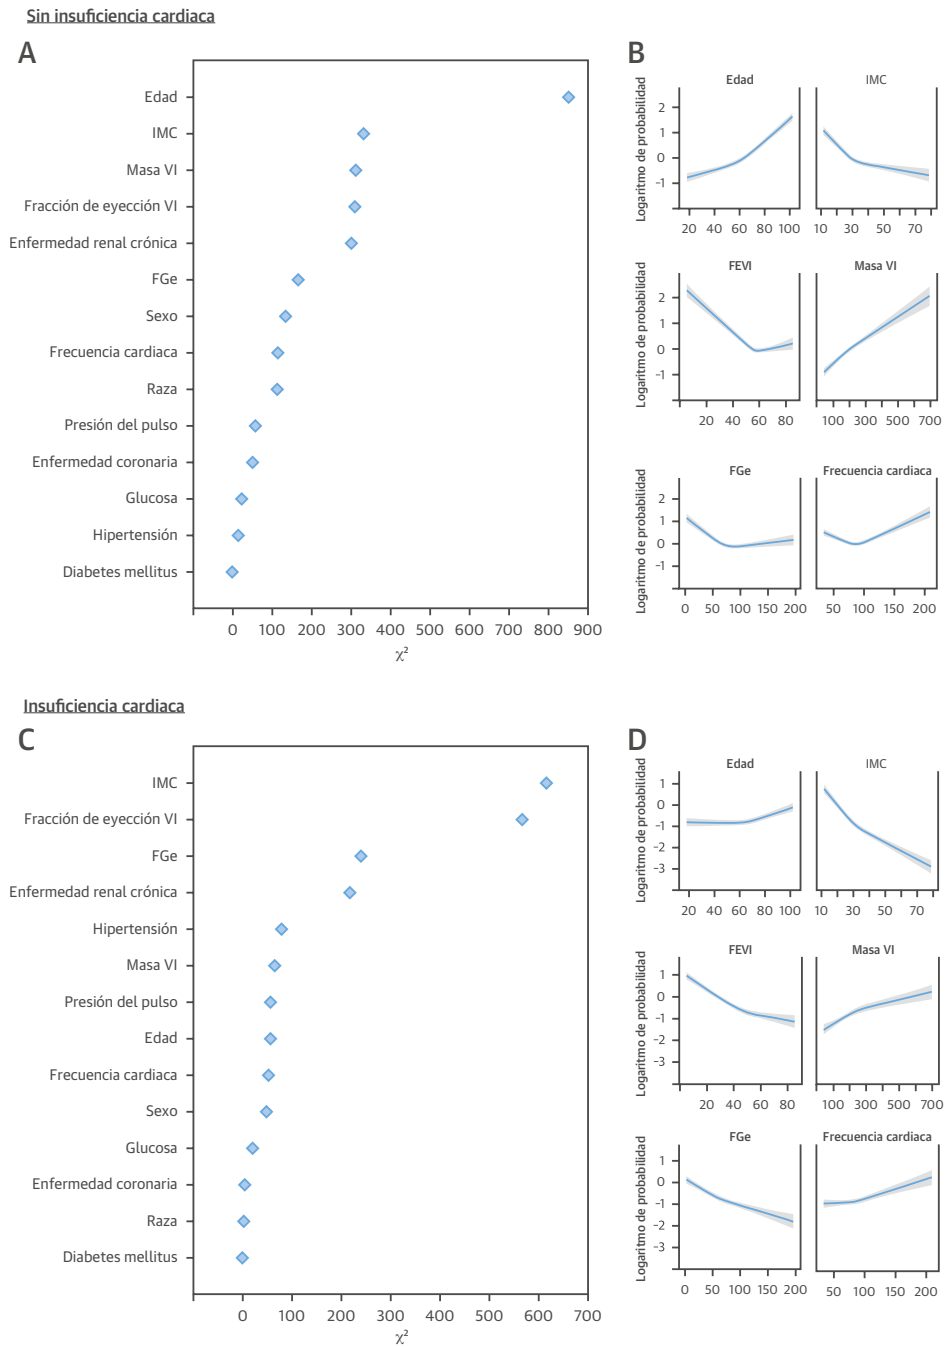 Sin insuficiencia cardiaca
A
Edad
IMC
Masa VI
Fracción de eyección VI
Enfermedad renal crónica
FGe
Sexo
Frecuencia cardiaca
Raza
Presión del pulso
Enfermedad coronaria
Glucosa
Hipertensión
Diabetes mellitus
0 100 200 300 400 500 600 700 800 900
χ²
B
Edad IMC
Logaritmo de probabilidad
2
1
0
-1
20 40 60 80 100 10 30 50 70
FEVI Masa VI
Logaritmo de probabilidad
2
1
0
-1
20 40 60 80 100 300 500 700
FGe Frecuencia cardiaca
Logaritmo de probabilidad
2
1
0
-1
0 50 100 150 200 50 100 150 200
Insuficiencia cardiaca
C
IMC
Fracción de eyección VI
FGe
Enfermedad renal crónica
Hipertensión
Masa VI
Presión del pulso
Edad
Frecuencia cardiaca
Sexo
Glucosa
Enfermedad coronaria
Raza
Diabetes mellitus
0 100 200 300 400 500 600 700
χ²
D
Edad IMC
Logaritmo de probabilidad
1
0
-1
-2
-3
20 40 60 80 100 10 30 50 70
FEVI Masa VI
Logaritmo de probabilidad
1
0
-1
-2
-3
20 40 60 80 100 300 500 700
FGe Frecuencia cardiaca
Logaritmo de probabilidad
1
0
-1
-2
-3
0 50 100 150 200 50 100 150 200